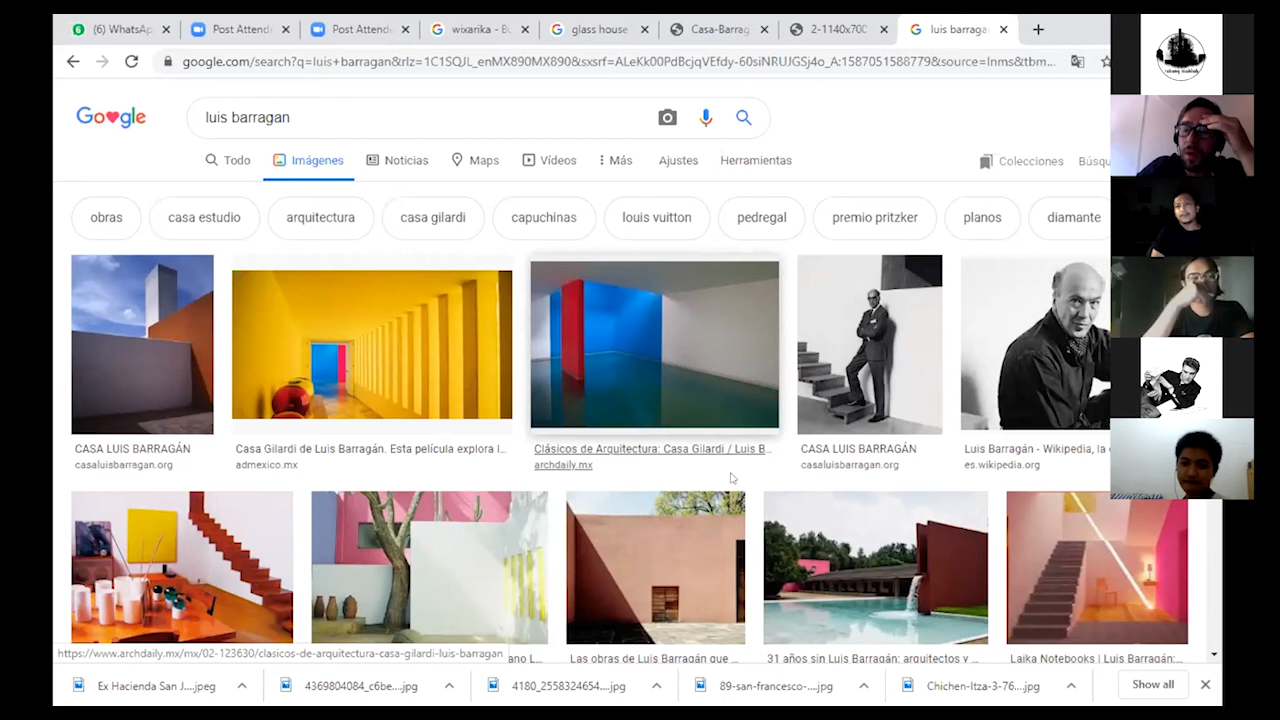 (6) WhatsAp
Post Attend
Post Attend
wixarika - Bu
glass house
Casa-Barrag
2-1140x700
luis barraga
google.com/search?q=luis+barragan&rlz=1C1SQJL_enMX890MX890&sxsrf=ALeKk00PdBcjqVEfdy-60siNRUJGSj4o_A:1587051588779&source=lnms&tbm...
luis barragan
Todo
Imágenes
Noticias
Maps
Vídeos
Más
Ajustes
Herramientas
Colecciones
Búsqu
obras
casa estudio
arquitectura
casa gilardi
capuchinas
louis vuitton
pedregal
premio pritzker
planos
diamante
CASA LUIS BARRAGÁN
casaluisbarragan.org
Casa Gilardi de Luis Barragán. Esta película explora l...
admexico.mx
Clásicos de Arquitectura: Casa Gilardi / Luis B...
archdaily.mx
CASA LUIS BARRAGÁN
casaluisbarragan.org
Luis Barragán - Wikipedia, la
es.wikipedia.org
https://www.archdaily.mx/mx/02-123630/clasicos-de-arquitectura-casa-gilardi-luis-barragan
Las obras de Luis Barragán que ...
31 años sin Luis Barragán: arquitectos y ...
Laika Notebooks | Luis Barragán:...
Ex Hacienda San J....jpeg
4369804084_c6be....jpg
4180_2558324654....jpg
89-san-francesco-....jpg
Chichen-Itza-3-76....jpg
Show all